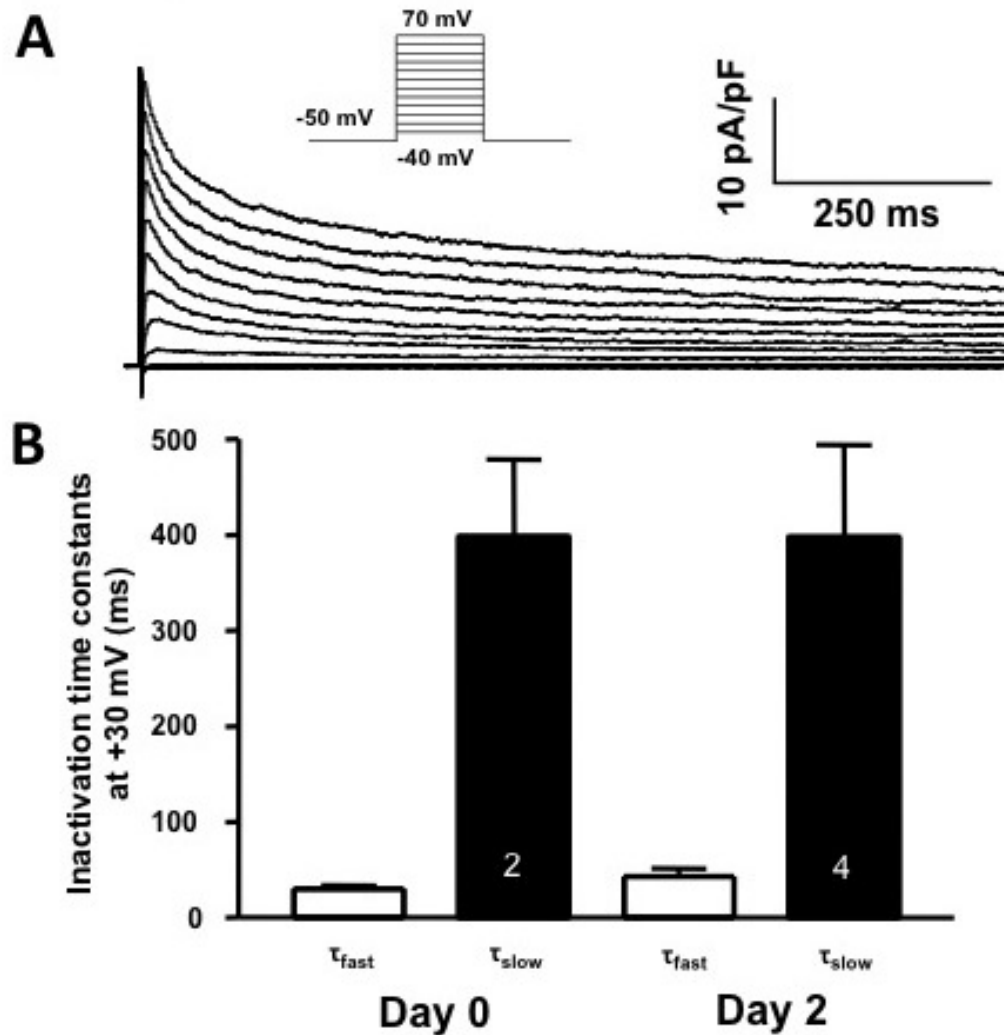 A
70 mV
-50 mV
-40 mV
10 pA/pF
250 ms
B
Inactivation time constants
at +30 mV (ms)
500
400
300
200
100
0
2
4
τfast
τslow
τfast
τslow
Day 0
Day 2